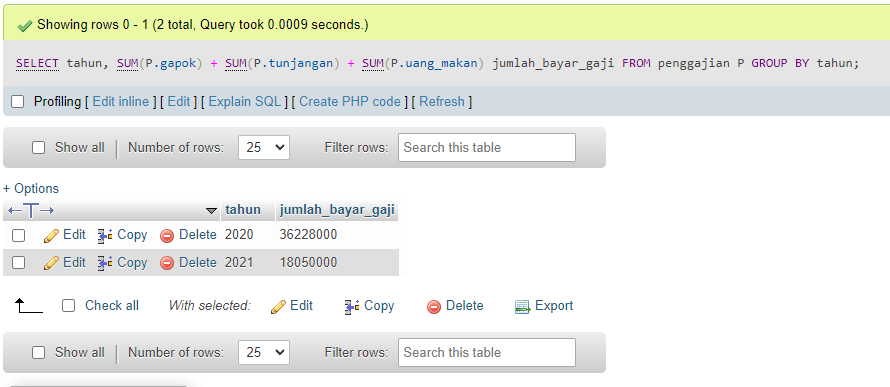 Showing rows 0 - 1 (2 total, Query took 0.0009 seconds.)
SELECT tahun, SUM(P.gapok) + SUM(P.tunjangan) + SUM(P.uang_makan) jumlah_bayar_gaji FROM penggajian P GROUP BY tahun;
Profiling [ Edit inline ] [ Edit ] [ Explain SQL ] [ Create PHP code ] [ Refresh ]
Show all | Number of rows: 25 Filter rows: Search this table
+ Options
←T→ tahun jumlah_bayar_gaji
Edit Copy Delete 2020 36228000
Edit Copy Delete 2021 18050000
Check all With selected: Edit Copy Delete Export
Show all | Number of rows: 25 Filter rows: Search this table